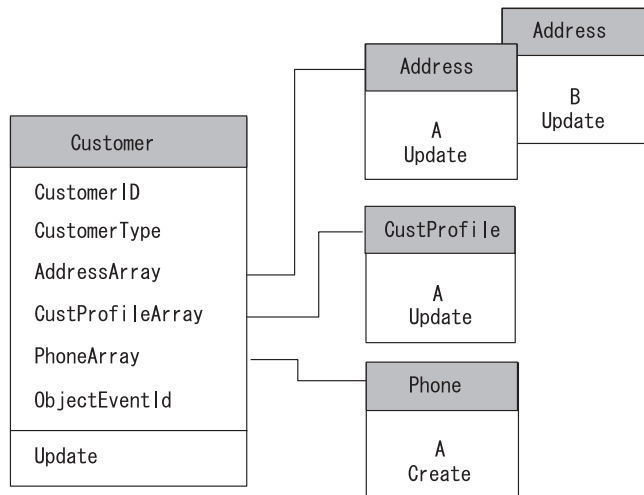 Customer
CustomerID
CustomerType
AddressArray
CustProfileArray
PhoneArray
ObjectEventId
Update
Address
A
Update
Address
B
Update
CustProfile
A
Update
Phone
A
Create